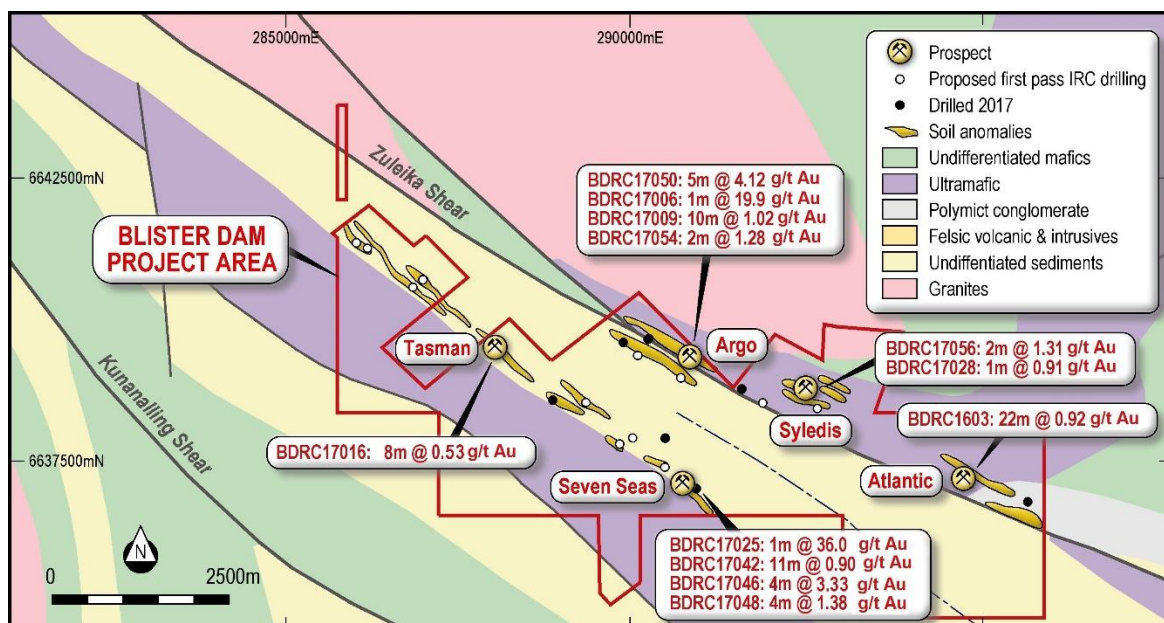 285000mE
290000mE
6642500mN
6637500mN
Zuleika Shear
Kunanalling Shear
BLISTER DAM
PROJECT AREA
BDRC17050: 5m @ 4.12 g/t Au
BDRC17006: 1m @ 19.9 g/t Au
BDRC17009: 10m @ 1.02 g/t Au
BDRC17054: 2m @ 1.28 g/t Au
Prospect
Proposed first pass IRC drilling
Drilled 2017
Soil anomalies
Undifferentiated mafics
Ultramafic
Polymict conglomerate
Felsic volcanic & intrusives
Undiffentiated sediments
Granites
Tasman
Argo
BDRC17056: 2m @ 1.31 g/t Au
BDRC17028: 1m @ 0.91 g/t Au
Syledis
BDRC1603: 22m @ 0.92 g/t Au
BDRC17016: 8m @ 0.53 g/t Au
Seven Seas
Atlantic
BDRC17025: 1m @ 36.0 g/t Au
BDRC17042: 11m @ 0.90 g/t Au
BDRC17046: 4m @ 3.33 g/t Au
BDRC17048: 4m @ 1.38 g/t Au
N
0 2500m